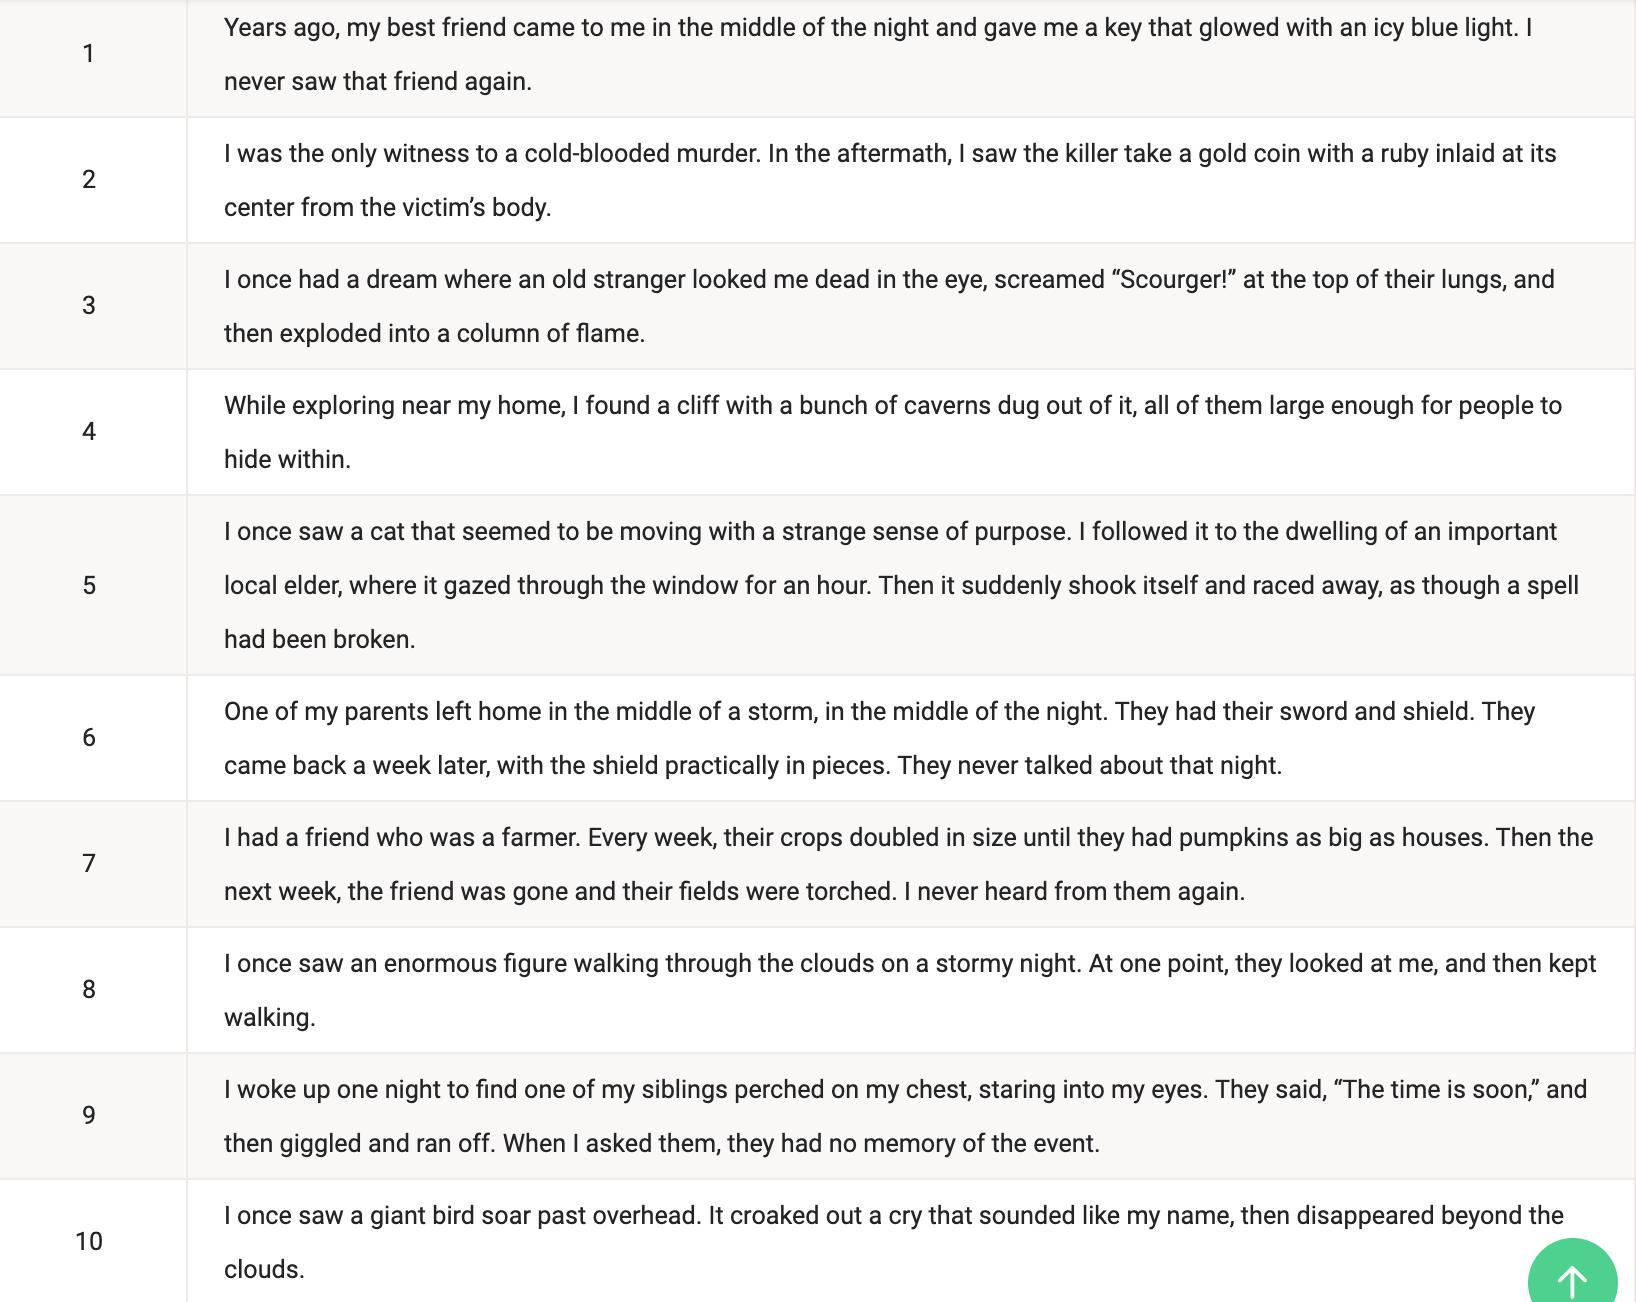 1
Years ago, my best friend came to me in the middle of the night and gave me a key that glowed with an icy blue light. I
never saw that friend again.
2
I was the only witness to a cold-blooded murder. In the aftermath, I saw the killer take a gold coin with a ruby inlaid at its
center from the victim’s body.
3
I once had a dream where an old stranger looked me dead in the eye, screamed “Scourger!” at the top of their lungs, and
then exploded into a column of flame.
4
While exploring near my home, I found a cliff with a bunch of caverns dug out of it, all of them large enough for people to
hide within.
5
I once saw a cat that seemed to be moving with a strange sense of purpose. I followed it to the dwelling of an important
local elder, where it gazed through the window for an hour. Then it suddenly shook itself and raced away, as though a spell
had been broken.
6
One of my parents left home in the middle of a storm, in the middle of the night. They had their sword and shield. They
came back a week later, with the shield practically in pieces. They never talked about that night.
7
I had a friend who was a farmer. Every week, their crops doubled in size until they had pumpkins as big as houses. Then the
next week, the friend was gone and their fields were torched. I never heard from them again.
8
I once saw an enormous figure walking through the clouds on a stormy night. At one point, they looked at me, and then kept
walking.
9
I woke up one night to find one of my siblings perched on my chest, staring into my eyes. They said, “The time is soon,” and
then giggled and ran off. When I asked them, they had no memory of the event.
10
I once saw a giant bird soar past overhead. It croaked out a cry that sounded like my name, then disappeared beyond the
clouds.